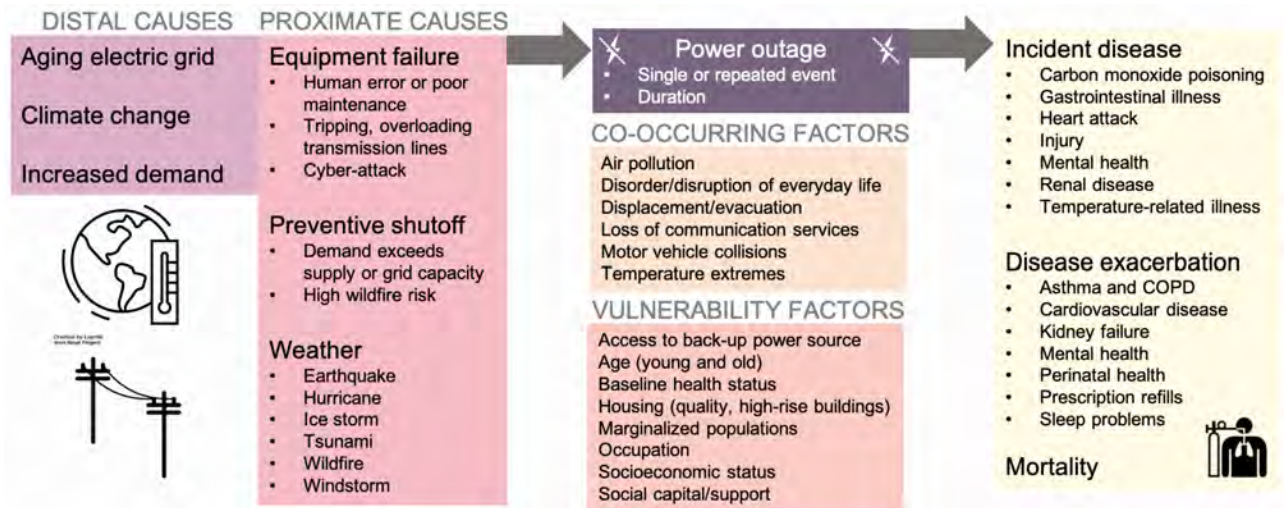 DISTAL CAUSES
Aging electric grid
Climate change
Increased demand
Created by Laymik
from Noun Project
PROXIMATE CAUSES
Equipment failure
• Human error or poor
maintenance
• Tripping, overloading
transmission lines
• Cyber-attack
Preventive shutoff
• Demand exceeds
supply or grid capacity
• High wildfire risk
Weather
• Earthquake
• Hurricane
• Ice storm
• Tsunami
• Wildfire
• Windstorm
Power outage
• Single or repeated event
• Duration
CO-OCCURRING FACTORS
Air pollution
Disorder/disruption of everyday life
Displacement/evacuation
Loss of communication services
Motor vehicle collisions
Temperature extremes
VULNERABILITY FACTORS
Access to back-up power source
Age (young and old)
Baseline health status
Housing (quality, high-rise buildings)
Marginalized populations
Occupation
Socioeconomic status
Social capital/support
Incident disease
• Carbon monoxide poisoning
• Gastrointestinal illness
• Heart attack
• Injury
• Mental health
• Renal disease
• Temperature-related illness
Disease exacerbation
• Asthma and COPD
• Cardiovascular disease
• Kidney failure
• Mental health
• Perinatal health
• Prescription refills
• Sleep problems
Mortality